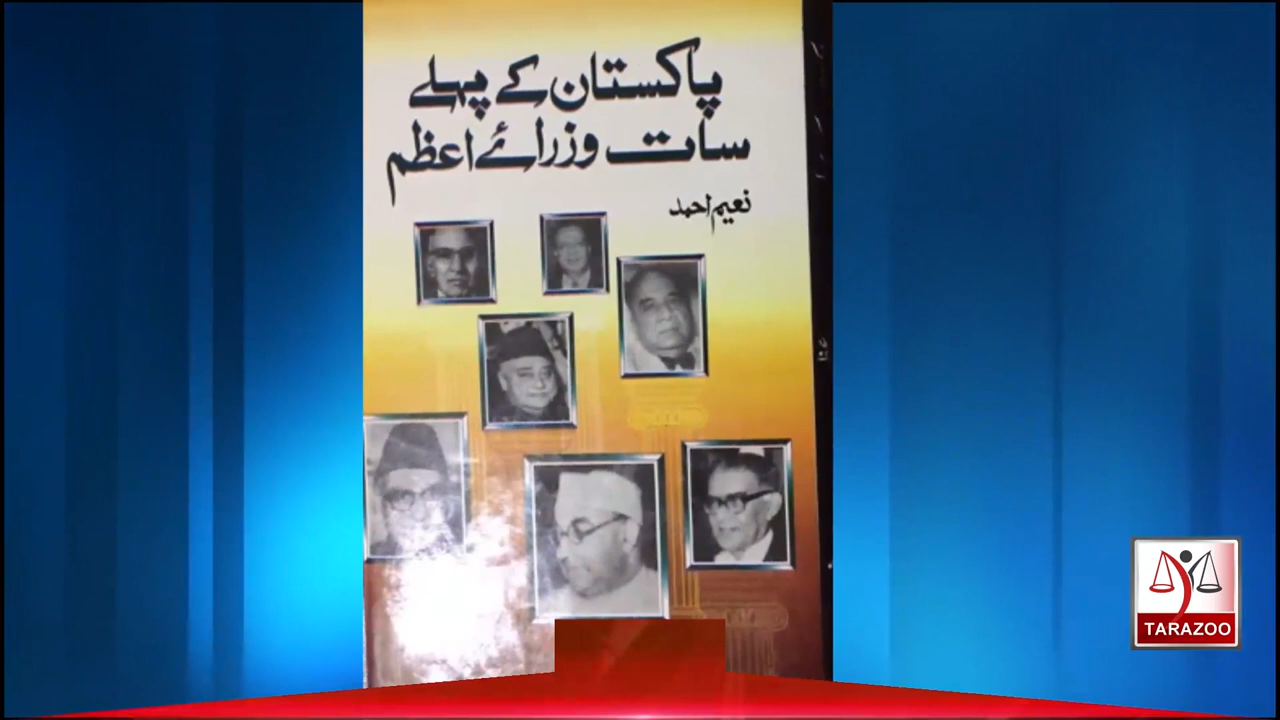 پاکستان کے پہلے
سات وزرائے اعظم
نعیم احمد
TARAZOO